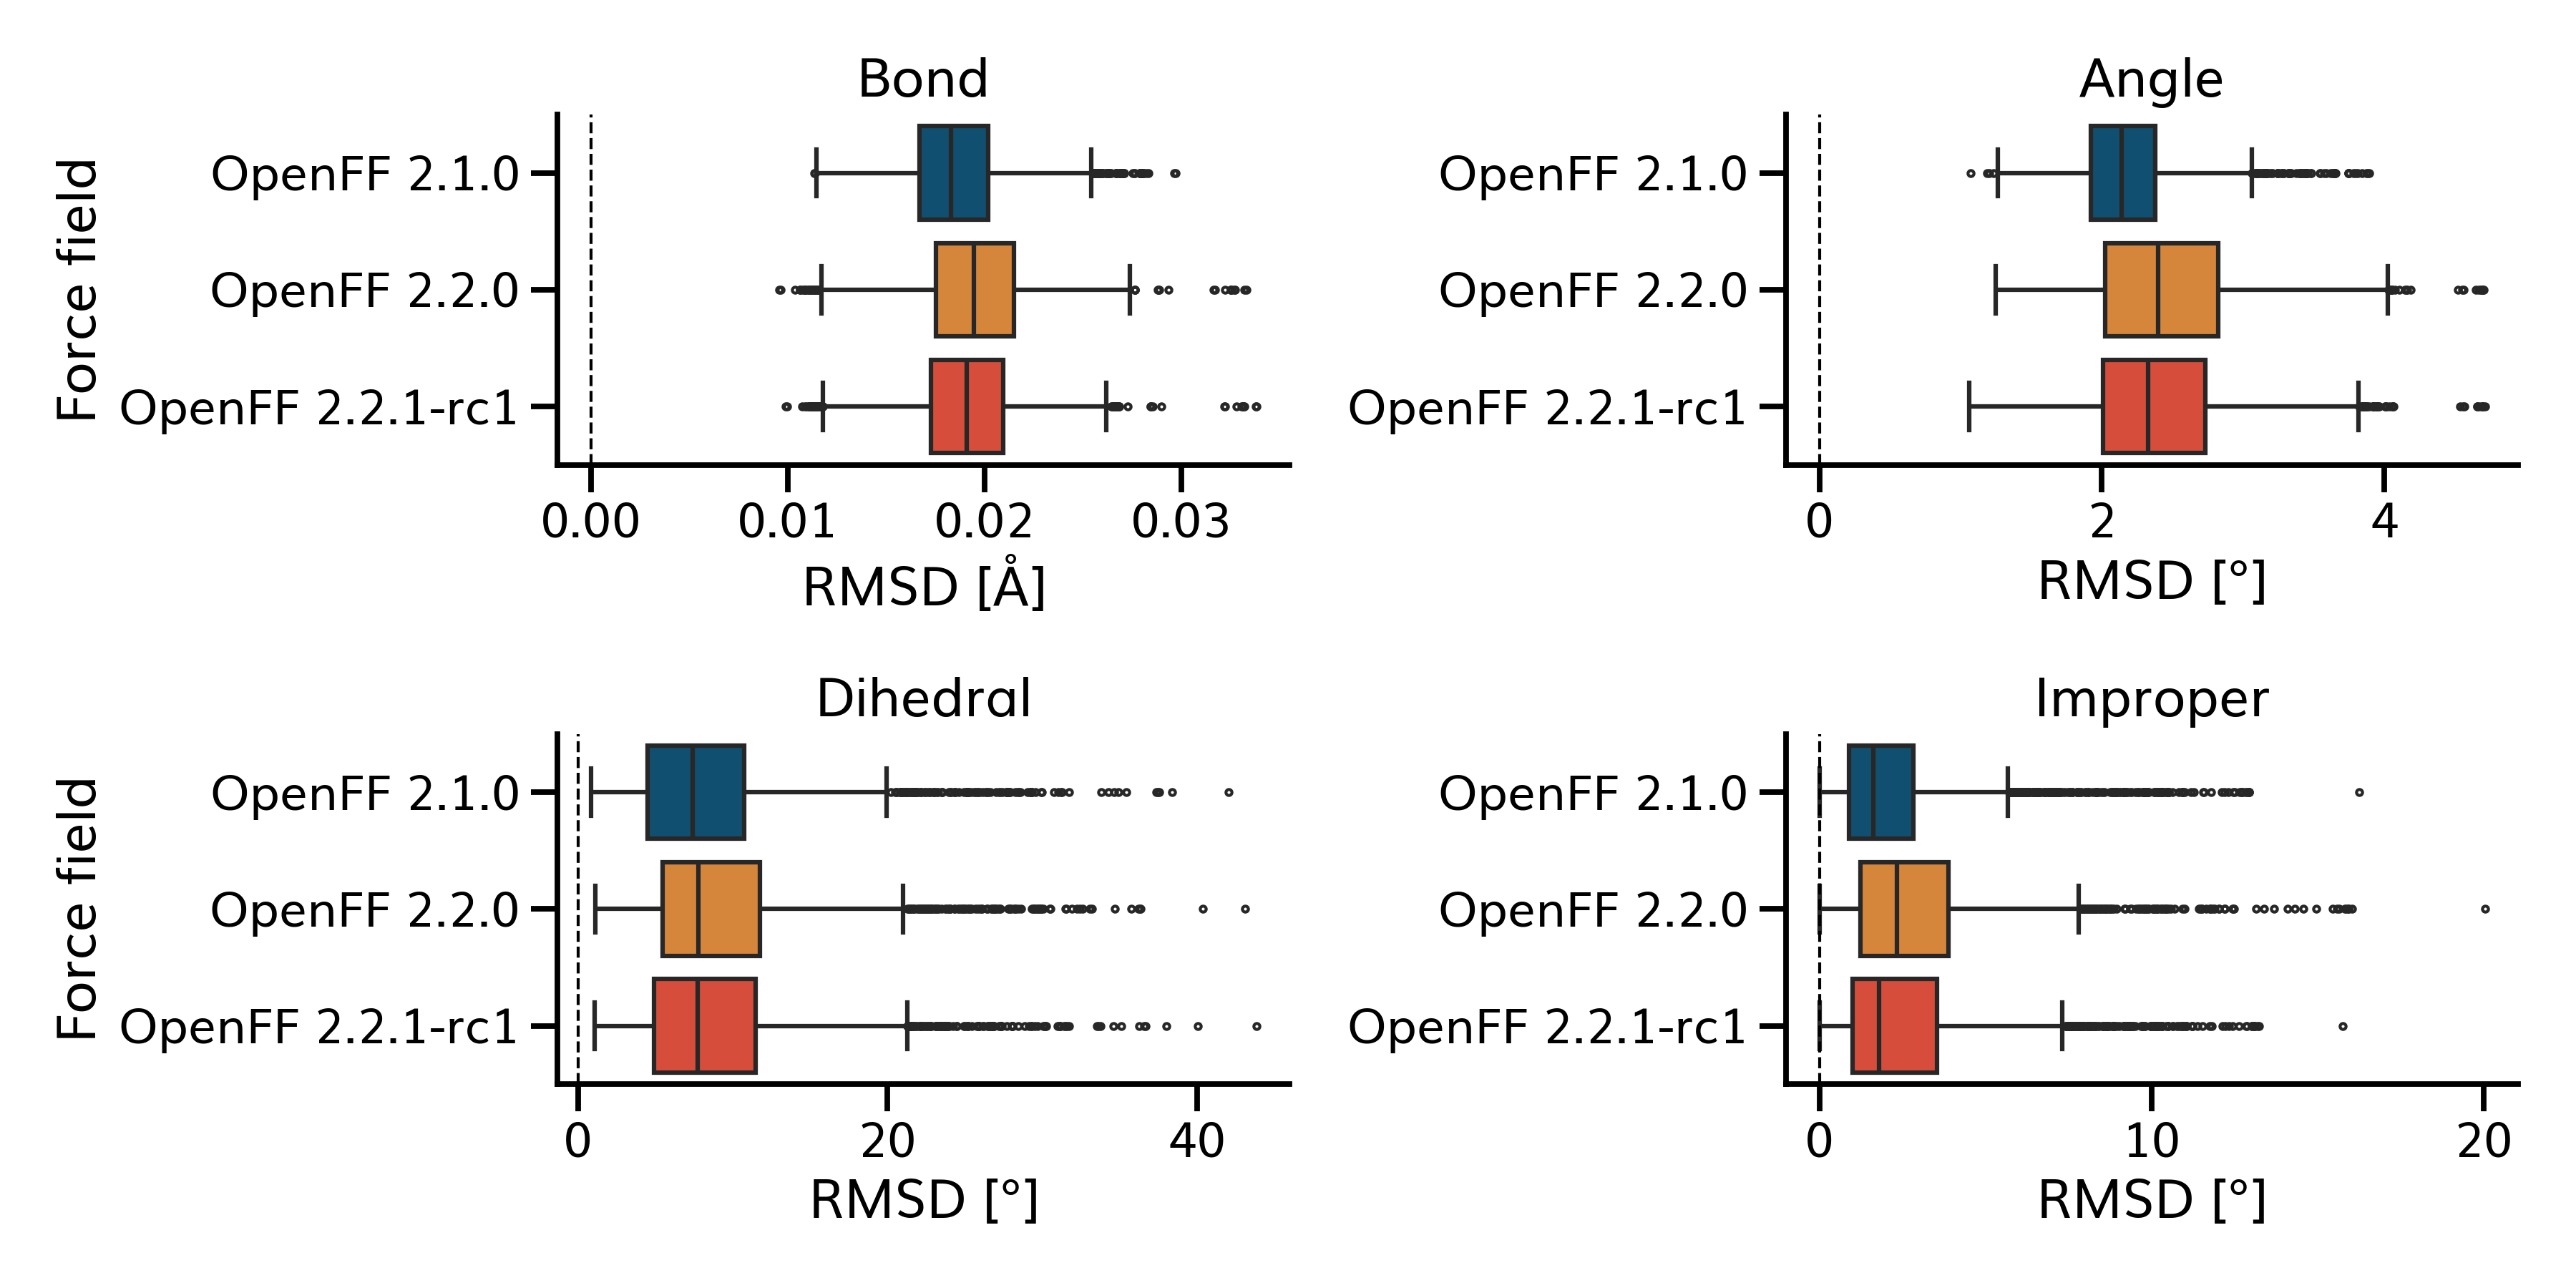 Bond
Force field
OpenFF 2.1.0
OpenFF 2.2.0
OpenFF 2.2.1-rc1
0.00 0.01 0.02 0.03
RMSD [Å]
Angle
OpenFF 2.1.0
OpenFF 2.2.0
OpenFF 2.2.1-rc1
0 2 4
RMSD [°]
Dihedral
Force field
OpenFF 2.1.0
OpenFF 2.2.0
OpenFF 2.2.1-rc1
0 20 40
RMSD [°]
Improper
OpenFF 2.1.0
OpenFF 2.2.0
OpenFF 2.2.1-rc1
0 10 20
RMSD [°]